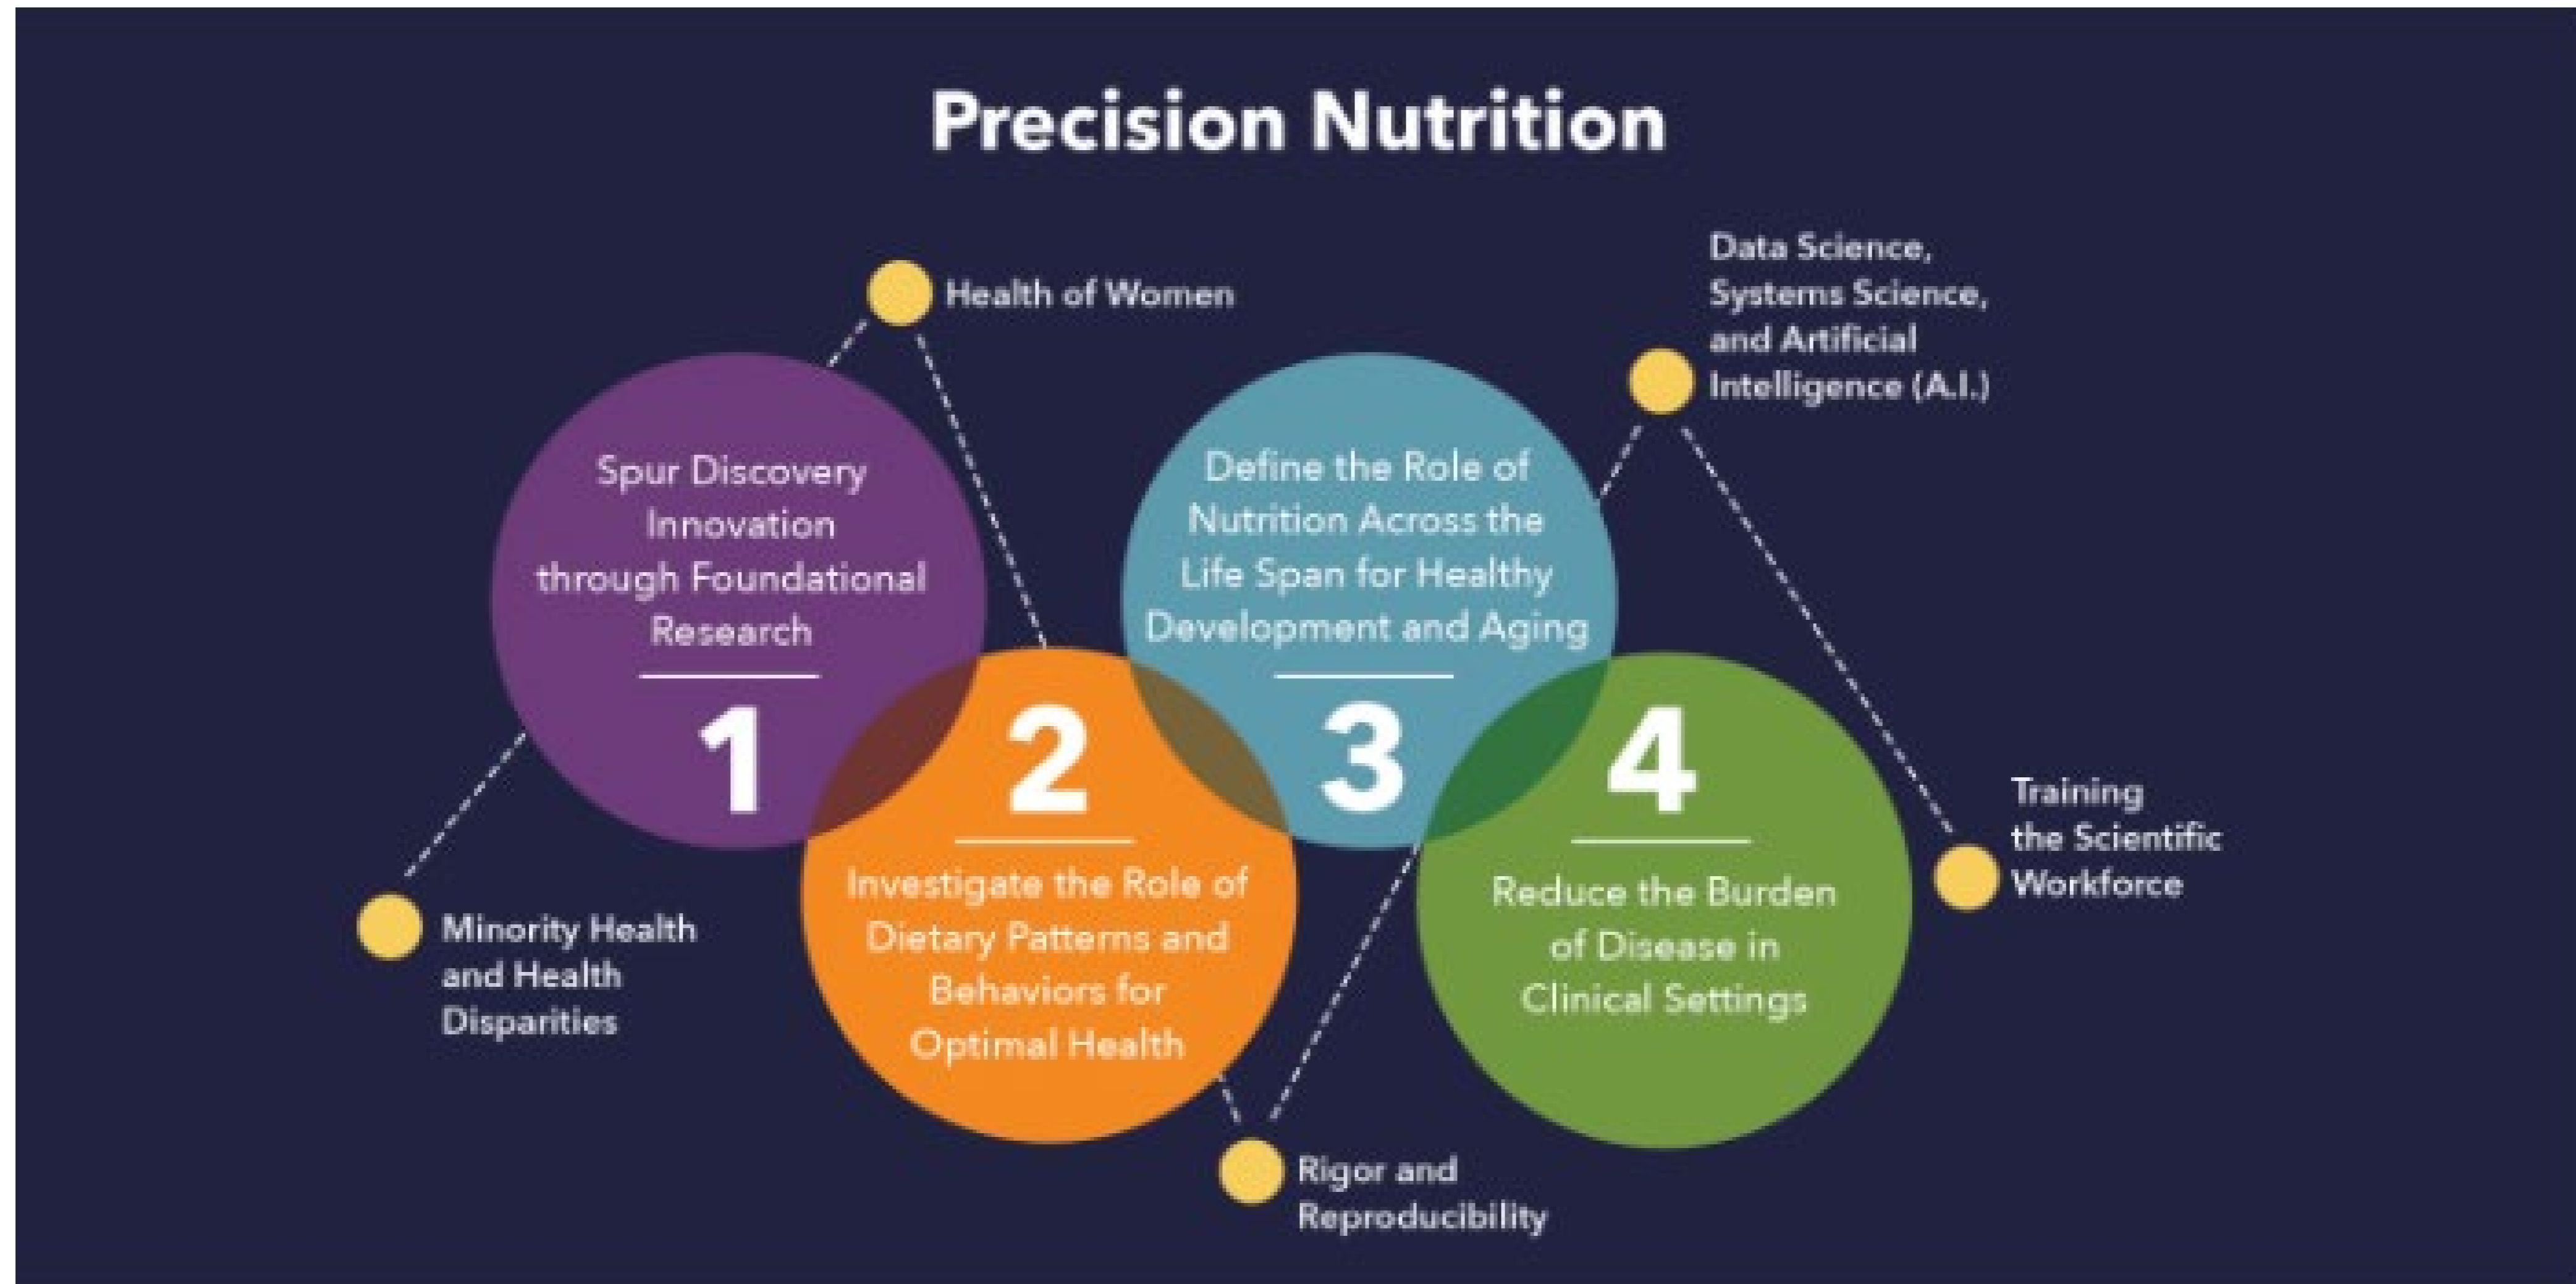 Precision Nutrition
Health of Women
Data Science,
Systems Science,
and Artificial
Intelligence (A.I.)
Spur Discovery
Innovation
through Foundational
Research
1
2
Investigate the Role of
Dietary Patterns and
Behaviors for
Optimal Health
Define the Role of
Nutrition Across the
Life Span for Healthy
Development and Aging
3
4
Reduce the Burden
of Disease in
Clinical Settings
Training
the Scientific
Workforce
Minority Health
and Health
Disparities
Rigor and
Reproducibility